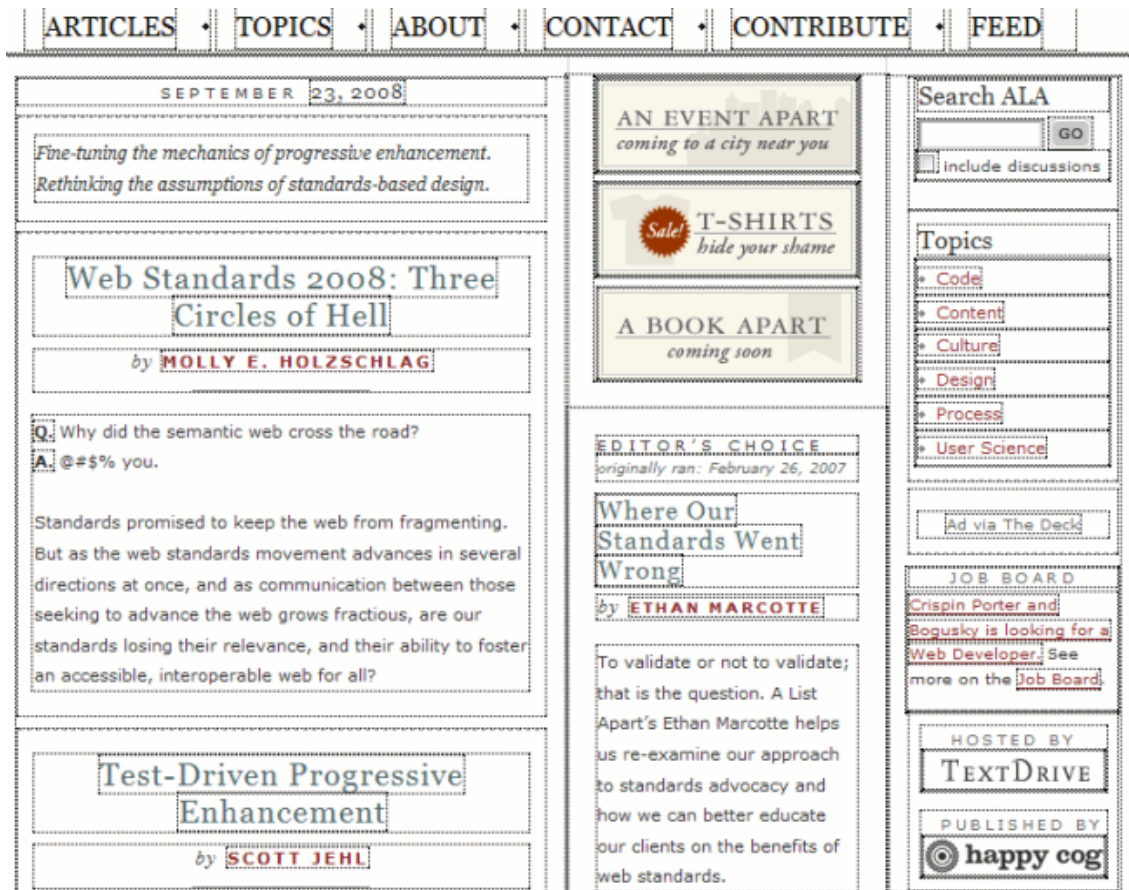 ARTICLES • TOPICS • ABOUT • CONTACT • CONTRIBUTE • FEED
SEPTEMBER 23, 2008
Fine-tuning the mechanics of progressive enhancement.
Rethinking the assumptions of standards-based design.
Web Standards 2008: Three
Circles of Hell
by MOLLY E. HOLZSCHLAG
Q. Why did the semantic web cross the road?
A. @#$% you.
Standards promised to keep the web from fragmenting.
But as the web standards movement advances in several
directions at once, and as communication between those
seeking to advance the web grows fractious, are our
standards losing their relevance, and their ability to foster
an accessible, interoperable web for all?
Test-Driven Progressive
Enhancement
by SCOTT JEHL
AN EVENT APART
coming to a city near you
Sale!
T-SHIRTS
hide your shame
A BOOK APART
coming soon
EDITOR'S CHOICE
originally ran: February 26, 2007
Where Our
Standards Went
Wrong
by ETHAN MARCOTTE
To validate or not to validate;
that is the question. A List
Apart's Ethan Marcotte helps
us re-examine our approach
to standards advocacy and
how we can better educate
our clients on the benefits of
web standards.
Search ALA
GO
include discussions
Topics
• Code
• Content
• Culture
• Design
• Process
• User Science
Ad via The Deck
JOB BOARD
Crispin Porter and
Bogusky is looking for a
Web Developer. See
more on the Job Board.
HOSTED BY
TEXTDRIVE
PUBLISHED BY
happy cog